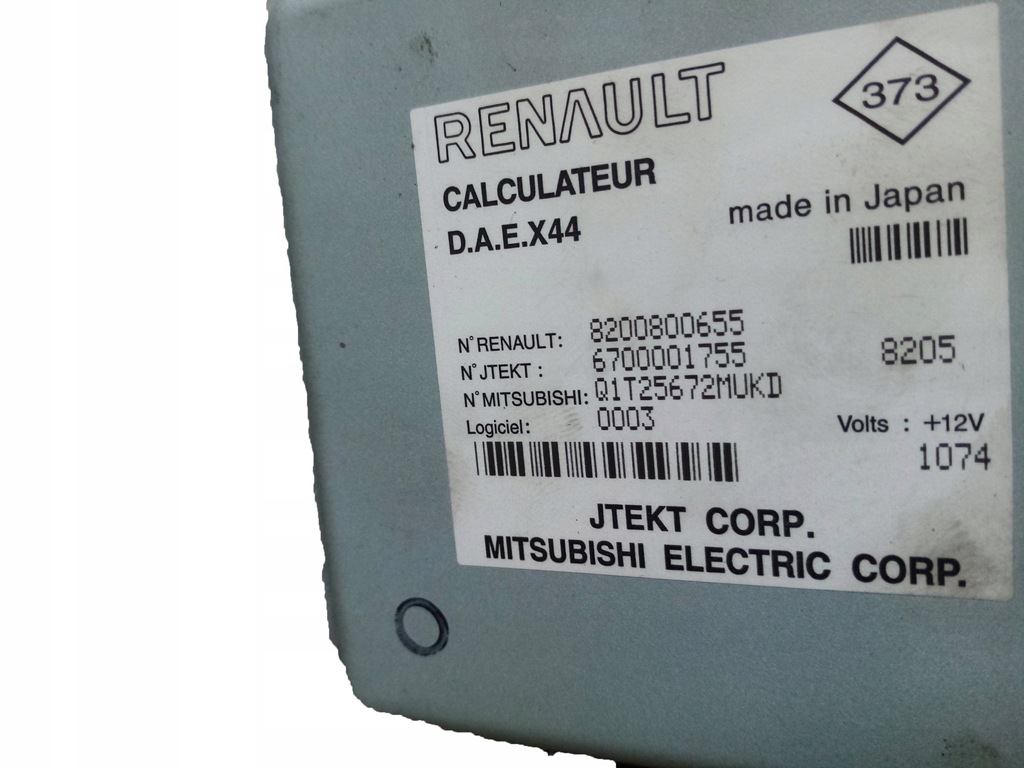 RENAULT
373
CALCULATEUR
D.A.E.X44
made in Japan
N° RENAULT: 8200800655
N° JTEKT : 6700001755 8205
N° MITSUBISHI: Q1T25672MUKD
Logiciel: 0003 Volts : +12V
1074
JTEKT CORP.
MITSUBISHI ELECTRIC CORP.